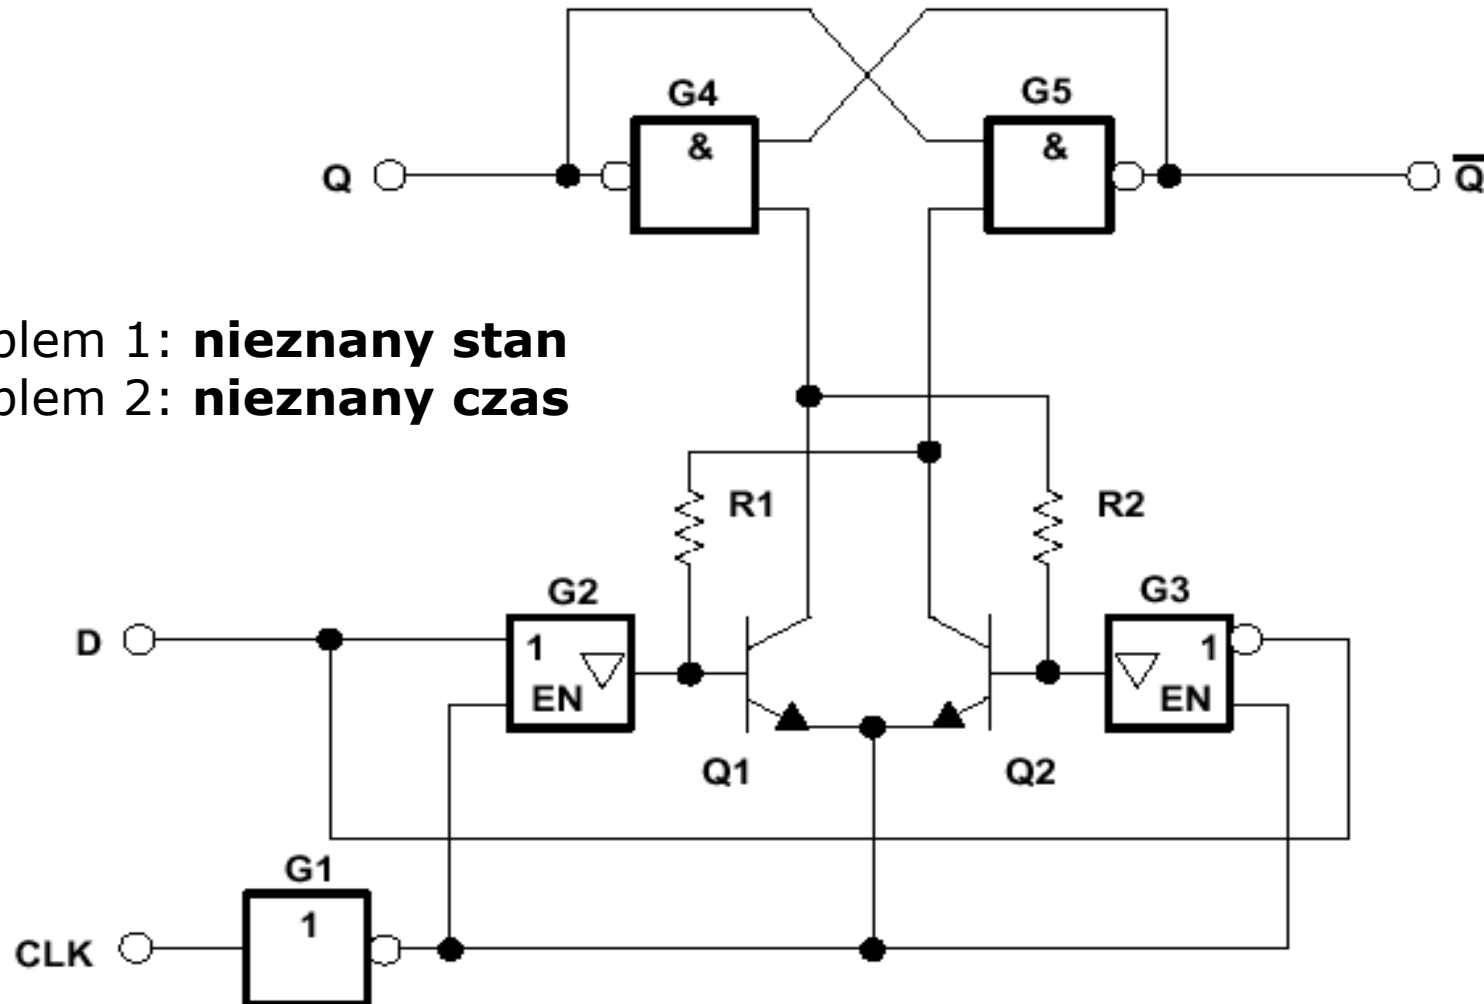 G4
G5
&
&
Q
Q̅
blem 1: nieznany stan
blem 2: nieznany czas
R1
R2
G2
G3
D
1
EN
1
EN
Q1
Q2
G1
1
CLK